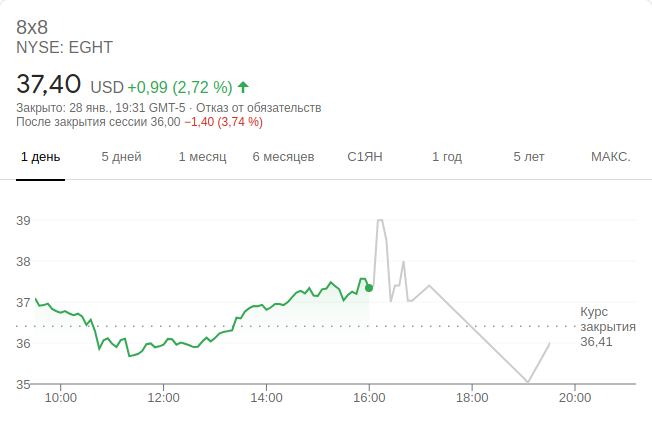 8x8
NYSE: EGHT
37,40 USD +0,99 (2,72 %)
Закрыто: 28 янв., 19:31 GMT-5 · Отказ от обязательств
После закрытия сессии 36,00 −1,40 (3,74 %)
1 день 5 дней 1 месяц 6 месяцев С1ЯН 1 год 5 лет МАКС.
39
38
37
36
35
Курс
закрытия
36,41
10:00 12:00 14:00 16:00 18:00 20:00